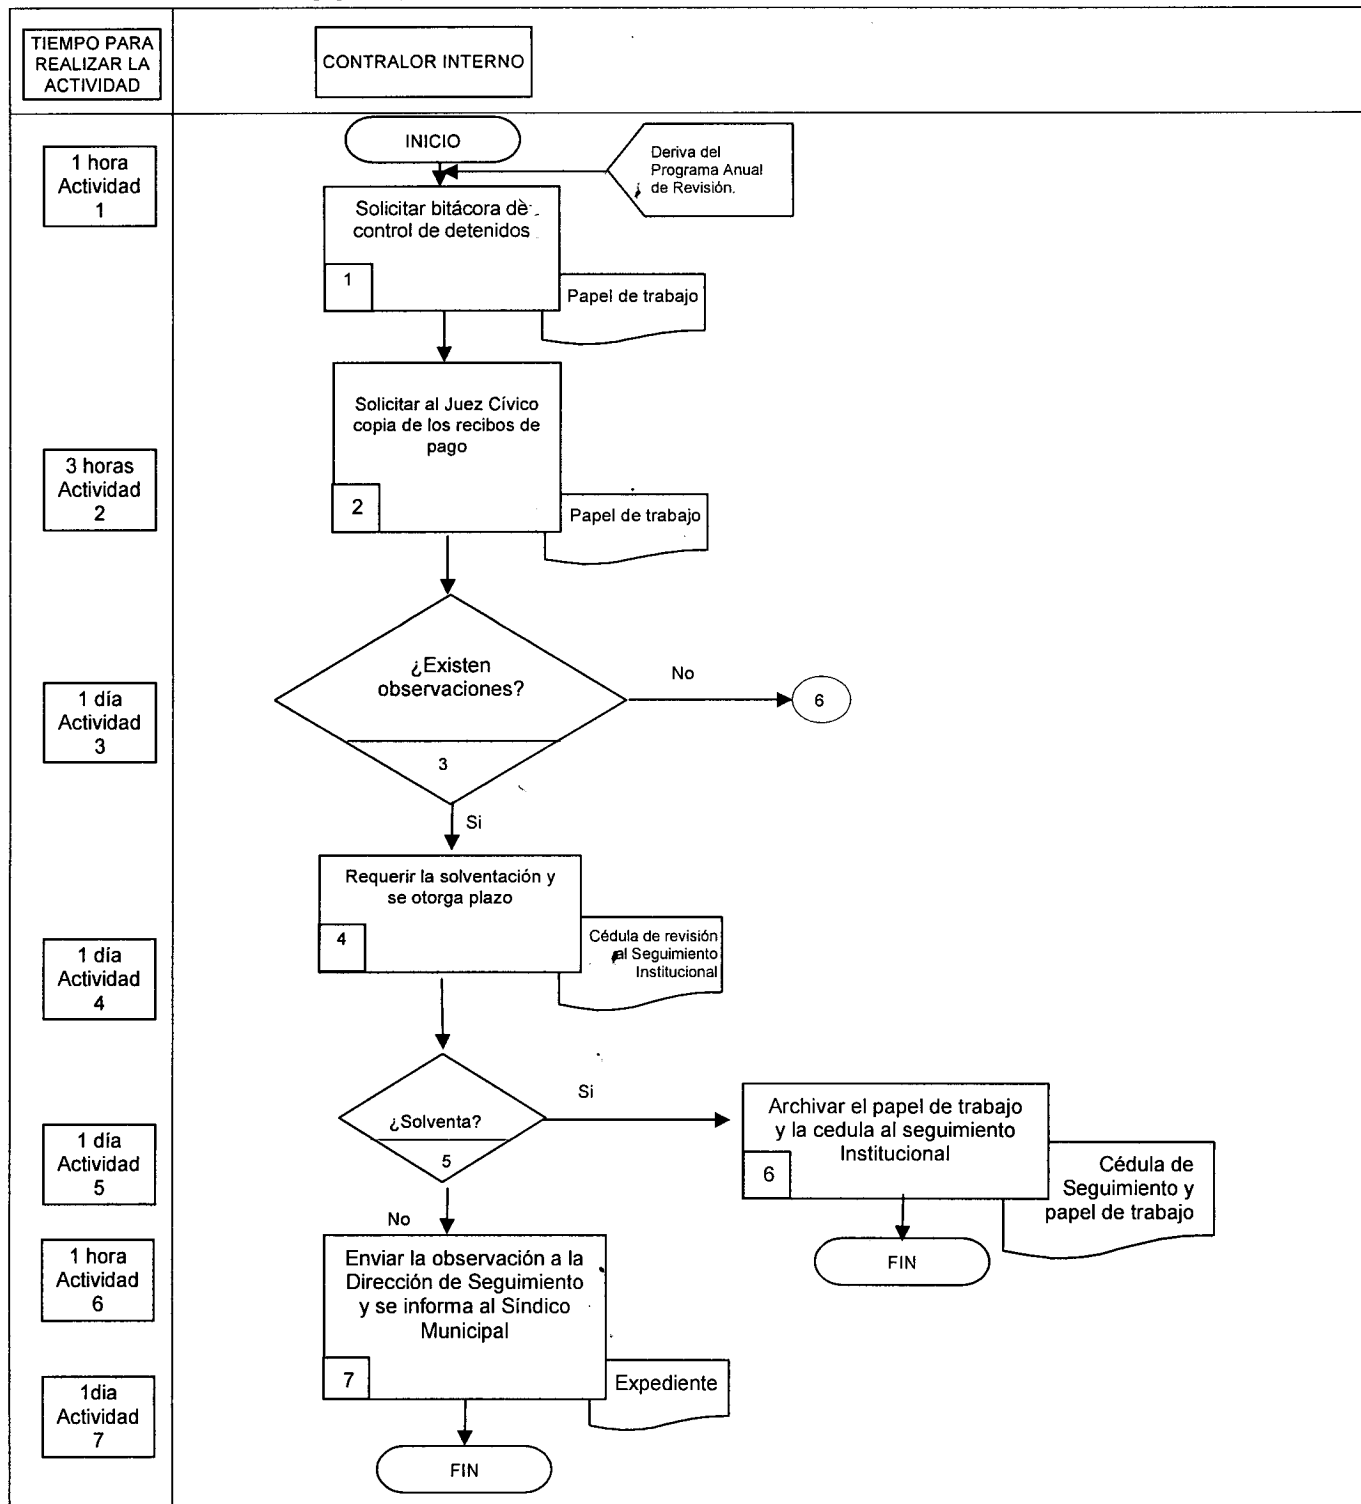 TIEMPO PARA
REALIZAR LA
ACTIVIDAD
CONTRALOR INTERNO
INICIO
1 hora
Actividad
1
Deriva del
Programa Anual
de Revisión.
Solicitar bitácora de
control de detenidos
1
Papel de trabajo
Solicitar al Juez Cívico
copia de los recibos de
pago
3 horas
Actividad
2
2
Papel de trabajo
¿Existen
observaciones?
No
6
1 día
Actividad
3
3
Si
Requerir la solventación y
se otorga plazo
4
Cédula de revisión
al Seguimiento
Institucional
1 día
Actividad
4
¿Solventa?
5
Si
Archivar el papel de trabajo
y la cedula al seguimiento
Institucional
6
Cédula de
Seguimiento y
papel de trabajo
1 día
Actividad
5
No
FIN
Enviar la observación a la
Dirección de Seguimiento
y se informa al Síndico
Municipal
1 hora
Actividad
6
7
Expediente
1dia
Actividad
7
FIN